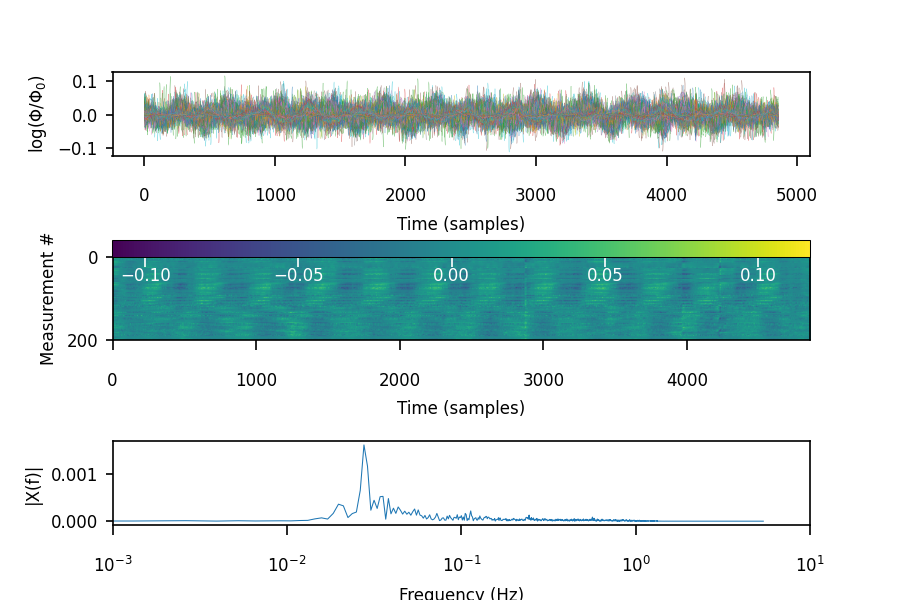 log(Φ/Φ₀)
0.1
0.0
−0.1
0 1000 2000 3000 4000 5000
Time (samples)
Measurement #
0
200
−0.10 −0.05 0.00 0.05 0.10
0 1000 2000 3000 4000
Time (samples)
|X(f)|
0.001
0.000
10⁻³ 10⁻² 10⁻¹ 10⁰ 10¹
Frequency (Hz)